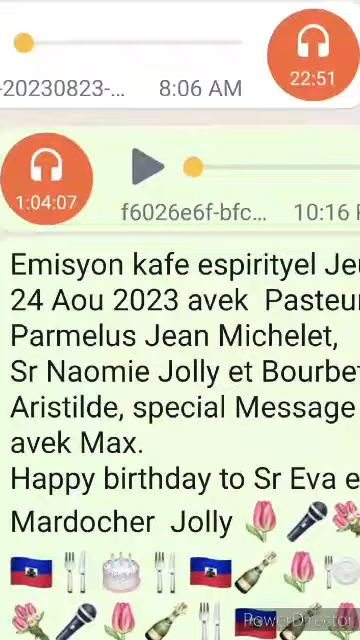 -20230823-... 8:06 AM 22:51
1:04:07
f6026e6f-bfc... 10:16
Emisyon kafe espirityel
24 Aou 2023 avek Pasteu
Parmelus Jean Michelet,
Sr Naomie Jolly et Bourbe
Aristilde, special Message
avek Max.
Happy birthday to Sr Eva e
Mardocher Jolly
PowerDirector